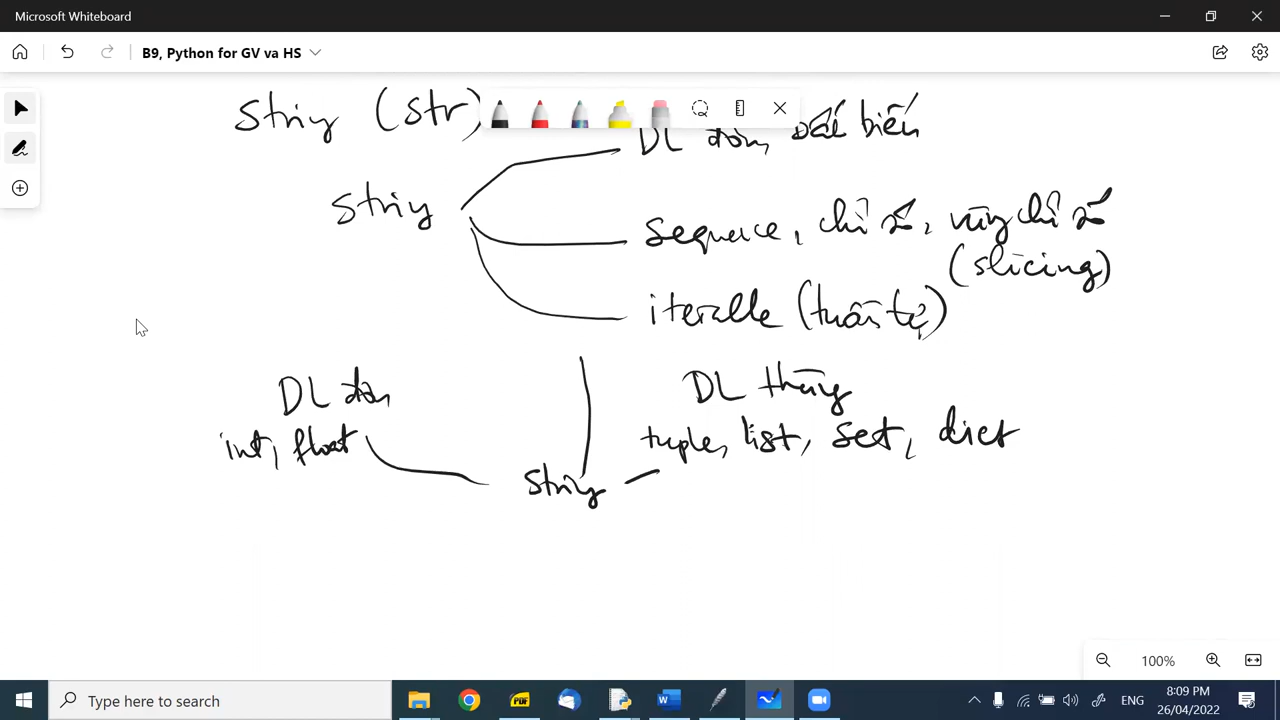 Microsoft Whiteboard
B9, Python for GV va HS
String (str)
DL đơn, bất biến
string
sequence, chỉ số, vùng chỉ số
(slicing)
iterable (tuần tự)
DL đơn
DL thùng
int, float
tuple, list, set, dict
string
100%
Type here to search
PDF
W
ENG
8:09 PM
26/04/2022